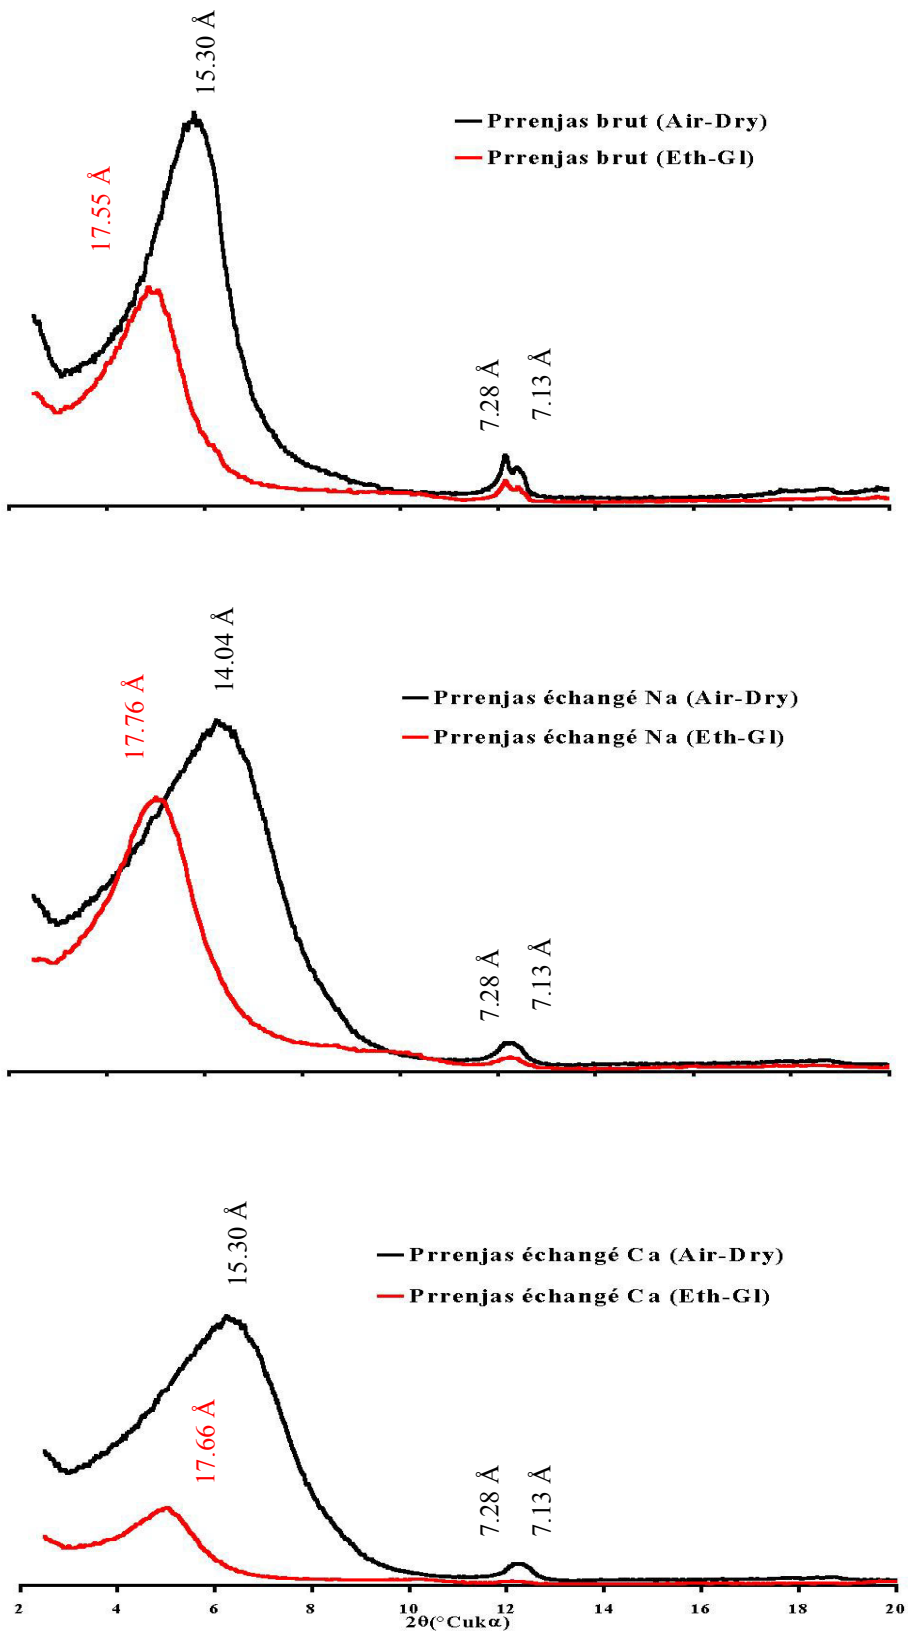 15.30 Å
Prrenjas brut (Air-Dry)
Prrenjas brut (Eth-Gl)
17.55 Å
7.28 Å
7.13 Å
14.04 Å
17.76 Å
Prrenjas échangé Na (Air-Dry)
Prrenjas échangé Na (Eth-Gl)
7.28 Å
7.13 Å
15.30 Å
Prrenjas échangé Ca (Air-Dry)
Prrenjas échangé Ca (Eth-Gl)
17.66 Å
7.28 Å
7.13 Å
2 4 6 8 10 12 14 16 18 20
2θ(°Cukα)